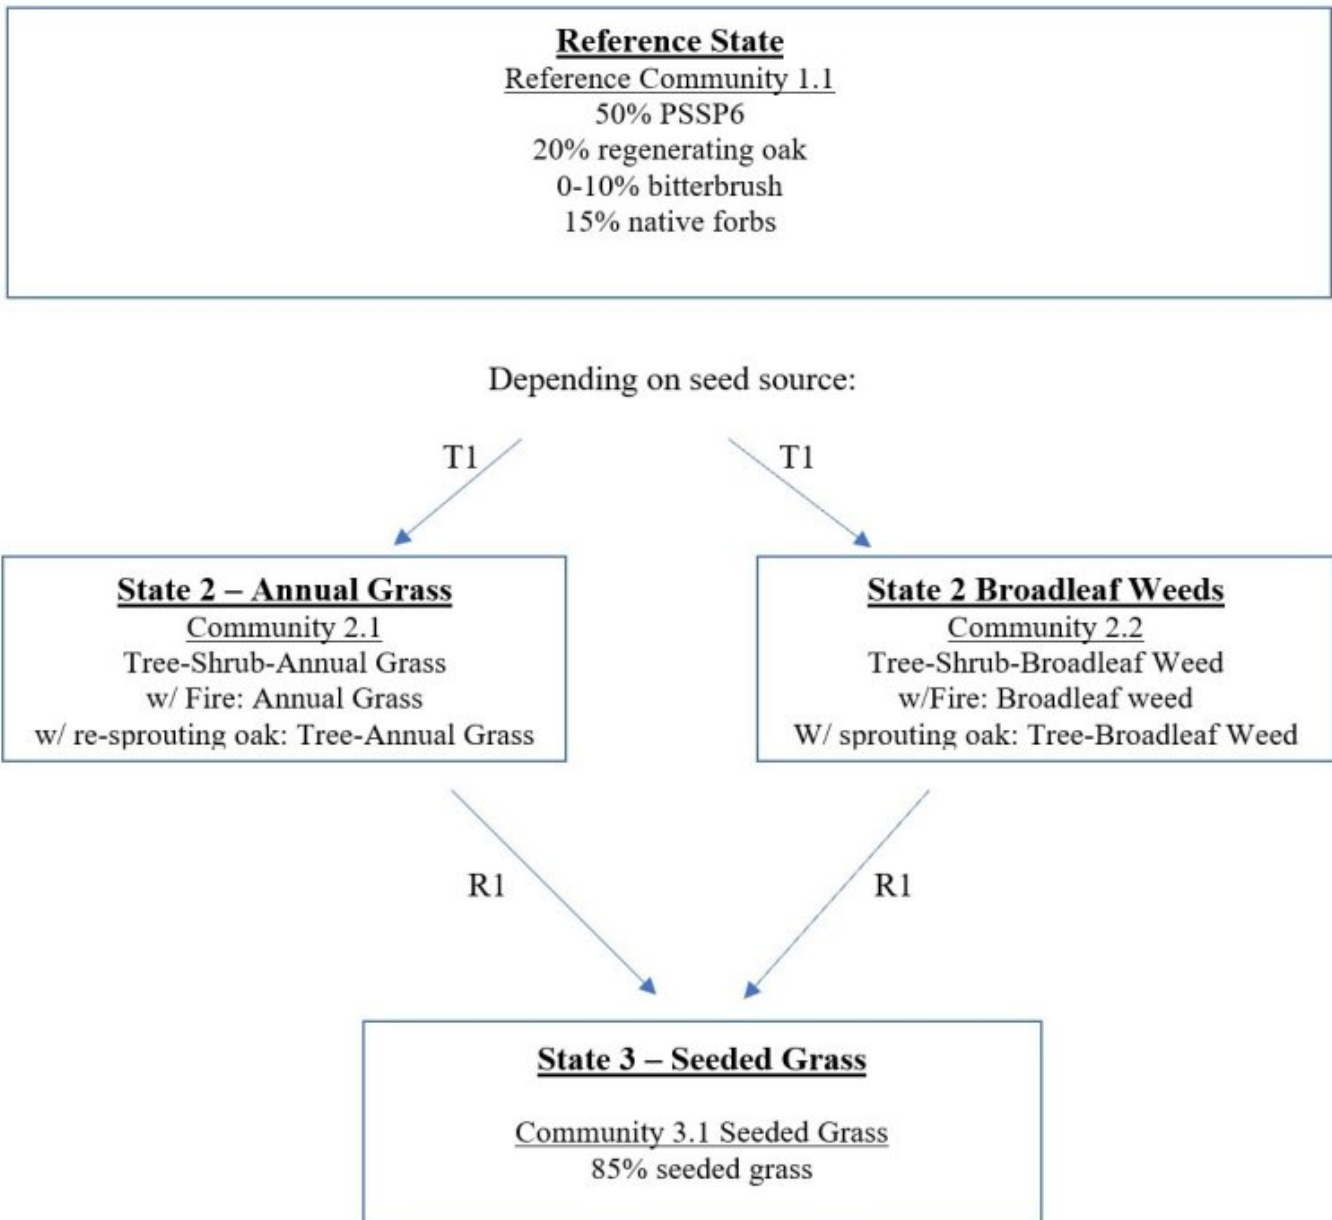 Reference State
Reference Community 1.1
50% PSSP6
20% regenerating oak
0-10% bitterbrush
15% native forbs
Depending on seed source:
T1
T1
State 2 – Annual Grass
Community 2.1
Tree-Shrub-Annual Grass
w/ Fire: Annual Grass
w/ re-sprouting oak: Tree-Annual Grass
State 2 Broadleaf Weeds
Community 2.2
Tree-Shrub-Broadleaf Weed
w/Fire: Broadleaf weed
W/ sprouting oak: Tree-Broadleaf Weed
R1
R1
State 3 – Seeded Grass
Community 3.1 Seeded Grass
85% seeded grass